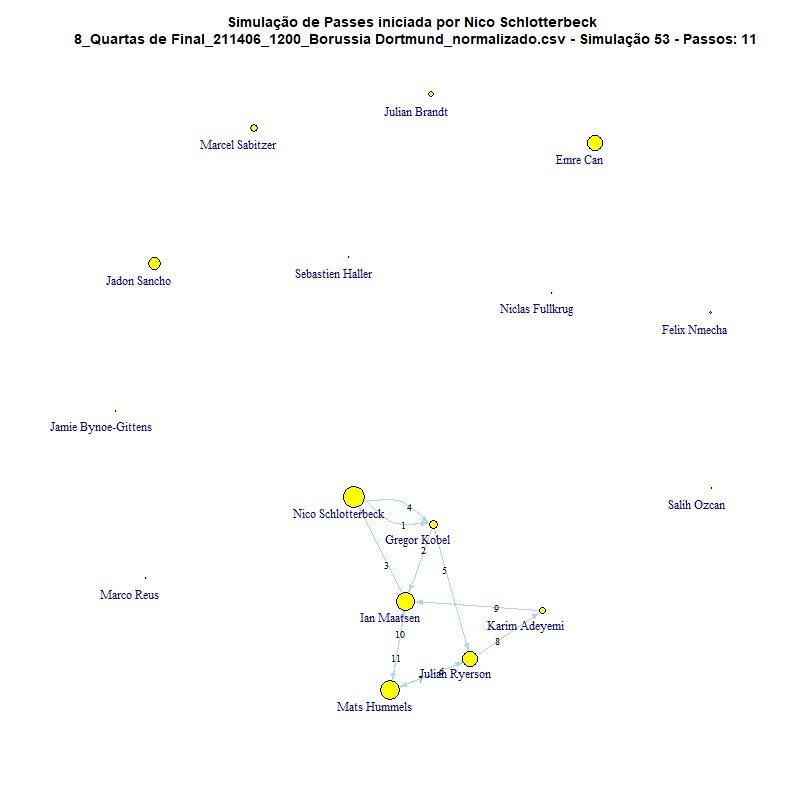 Simulação de Passes iniciada por Nico Schlotterbeck
8_Quartas de Final_211406_1200_Borussia Dortmund_normalizado.csv - Simulação 53 - Passos: 11
Julian Brandt
Marcel Sabitzer
Emre Can
Sebastien Haller
Jadon Sancho
Niclas Fullkrug
Felix Nmecha
Jamie Bynoe-Gittens
Salih Ozcan
4
Nico Schlotterbeck
1
Gregor Kobel
2
3
5
Marco Reus
9
Ian Maatsen
Karim Adeyemi
10
8
11
Julian Ryerson
7
6
Mats Hummels